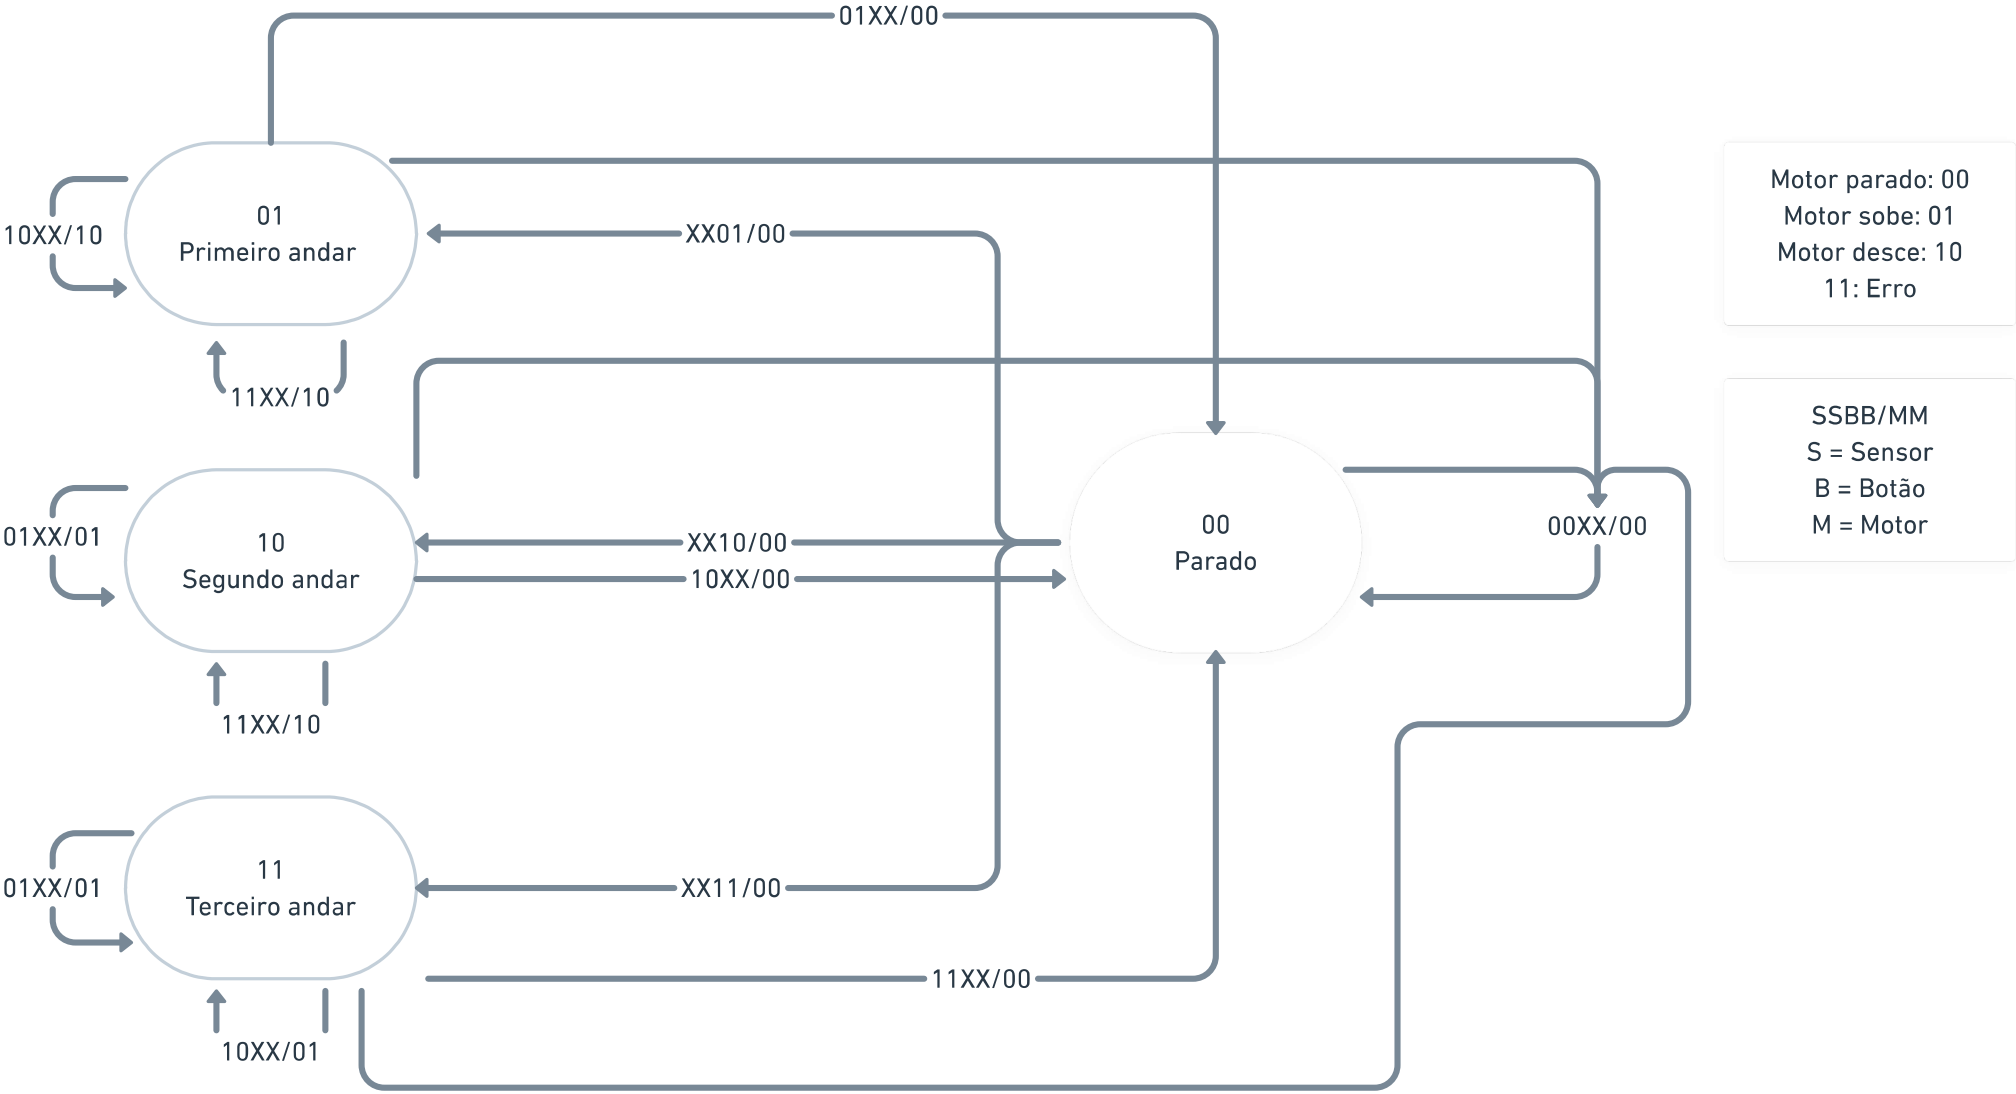 01XX/00
01
Primeiro andar
10XX/10
XX01/00
11XX/10
Motor parado: 00
Motor sobe: 01
Motor desce: 10
11: Erro
SSBB/MM
S = Sensor
B = Botão
M = Motor
01XX/01
10
Segundo andar
XX10/00
10XX/00
00
Parado
00XX/00
11XX/10
01XX/01
11
Terceiro andar
XX11/00
11XX/00
10XX/01